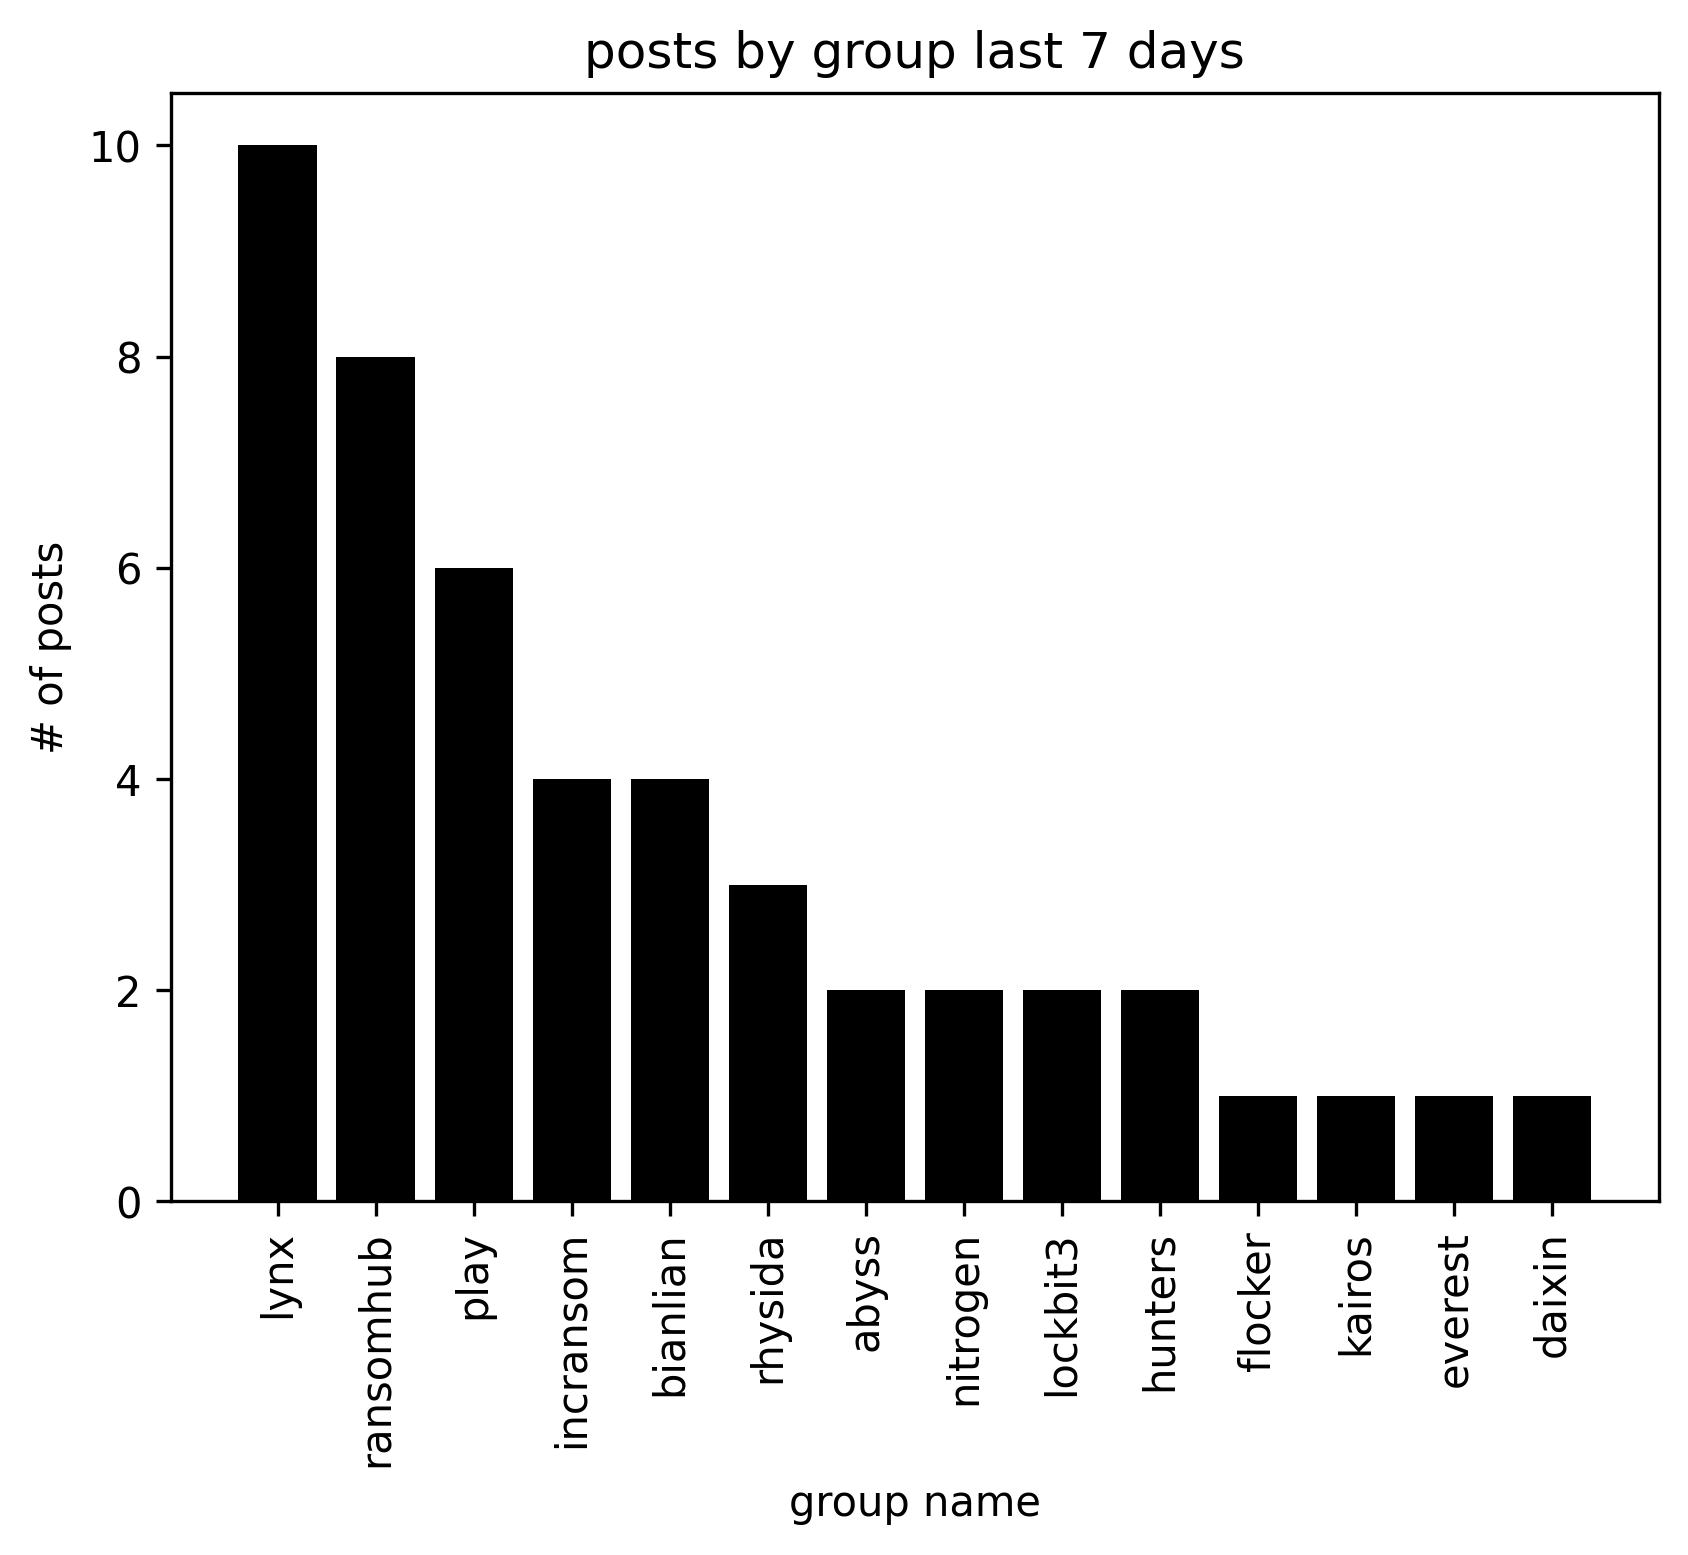 posts by group last 7 days
# of posts
10
8
6
4
2
0
lynx
ransomhub
play
incransom
bianlian
rhysida
abyss
nitrogen
lockbit3
hunters
flocker
kairos
everest
daixin
group name